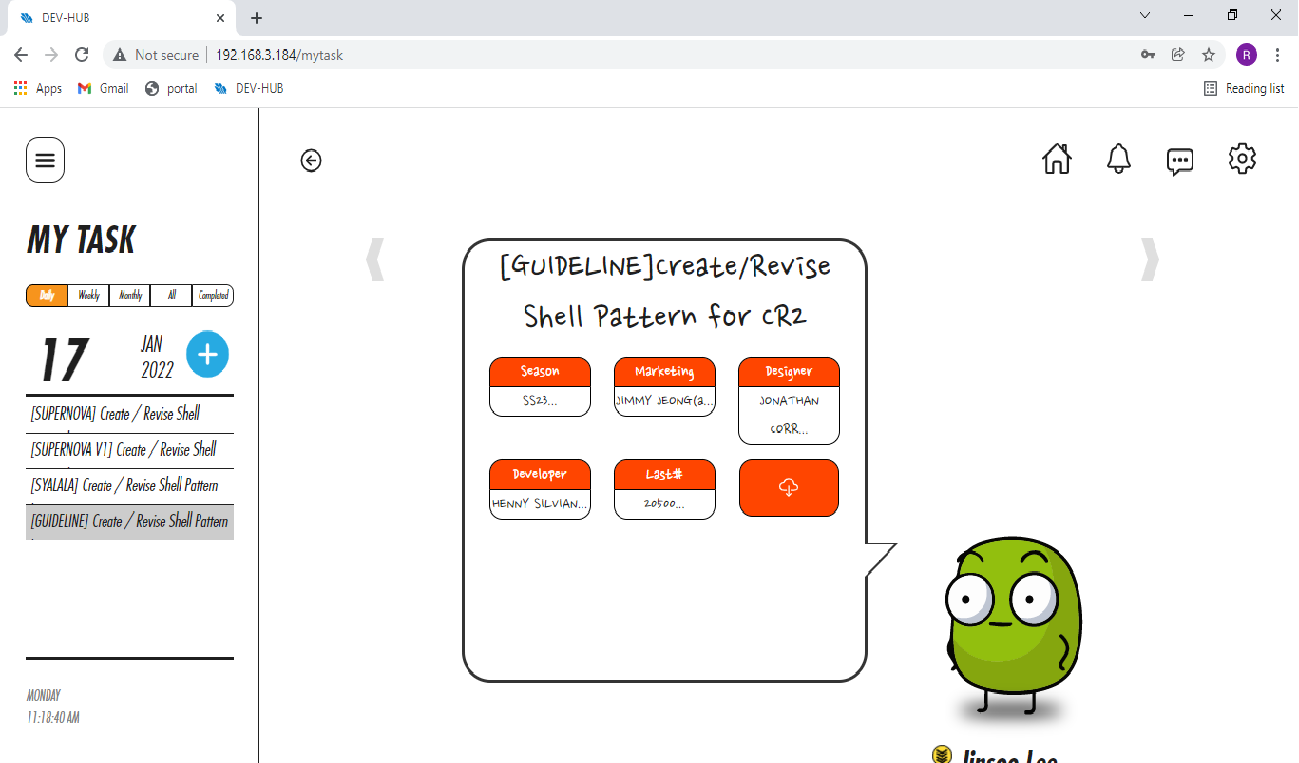 DEV-HUB
Not secure
192.168.3.184/mytask
R
Apps
Gmail
portal
DEV-HUB
Reading list
MY TASK
Daily
Weekly
Monthly
All
Completed
17
JAN
2022
[SUPERNOVA] Create / Revise Shell
[SUPERNOVA V1] Create / Revise Shell
[SYALALA] Create / Revise Shell Pattern
[GUIDELINE] Create / Revise Shell Pattern
MONDAY
11:18:40 AM
[GUIDELINE]Create/Revise
Shell Pattern for CR2
Season
SS23...
Marketing
JIMMY JEONG(a...
Designer
JONATHAN
CORR...
Developer
HENNY SILVIAN...
Last#
20500...